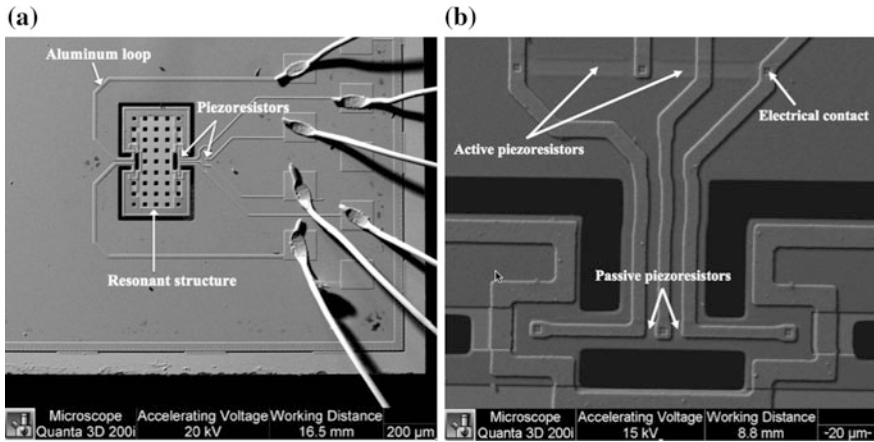 (a)
Aluminum loop
Piezoresistors
Resonant structure
Microscope Accelerating Voltage Working Distance
Quanta 3D 200i 20 kV 16.5 mm 200 µm
(b)
Electrical contact
Active piezoresistors
Passive piezoresistors
Microscope Accelerating Voltage Working Distance
Quanta 3D 200i 15 kV 8.8 mm -20 µm-